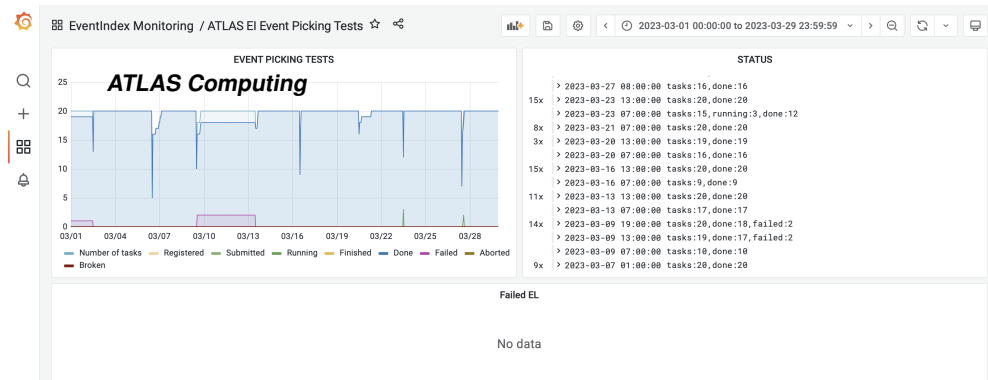 EventIndex Monitoring / ATLAS EI Event Picking Tests
2023-03-01 00:00:00 to 2023-03-29 23:59:59
EVENT PICKING TESTS
ATLAS Computing
25
20
15
10
5
0
03/01 03/04 03/07 03/10 03/13 03/16 03/19 03/22 03/25 03/28
Number of tasks Registered Submitted Running Finished Done Failed Aborted
Broken
STATUS
> 2023-03-27 08:00:00 tasks:16,done:16
15x > 2023-03-23 13:00:00 tasks:20,done:20
> 2023-03-23 07:00:00 tasks:15,running:3,done:12
8x > 2023-03-21 07:00:00 tasks:20,done:20
3x > 2023-03-20 13:00:00 tasks:19,done:19
> 2023-03-20 07:00:00 tasks:16,done:16
15x > 2023-03-16 13:00:00 tasks:20,done:20
> 2023-03-16 07:00:00 tasks:9,done:9
11x > 2023-03-13 13:00:00 tasks:20,done:20
> 2023-03-13 07:00:00 tasks:17,done:17
14x > 2023-03-09 19:00:00 tasks:20,done:18,failed:2
> 2023-03-09 13:00:00 tasks:19,done:17,failed:2
> 2023-03-09 07:00:00 tasks:10,done:10
9x > 2023-03-07 01:00:00 tasks:20,done:20
Failed EL
No data